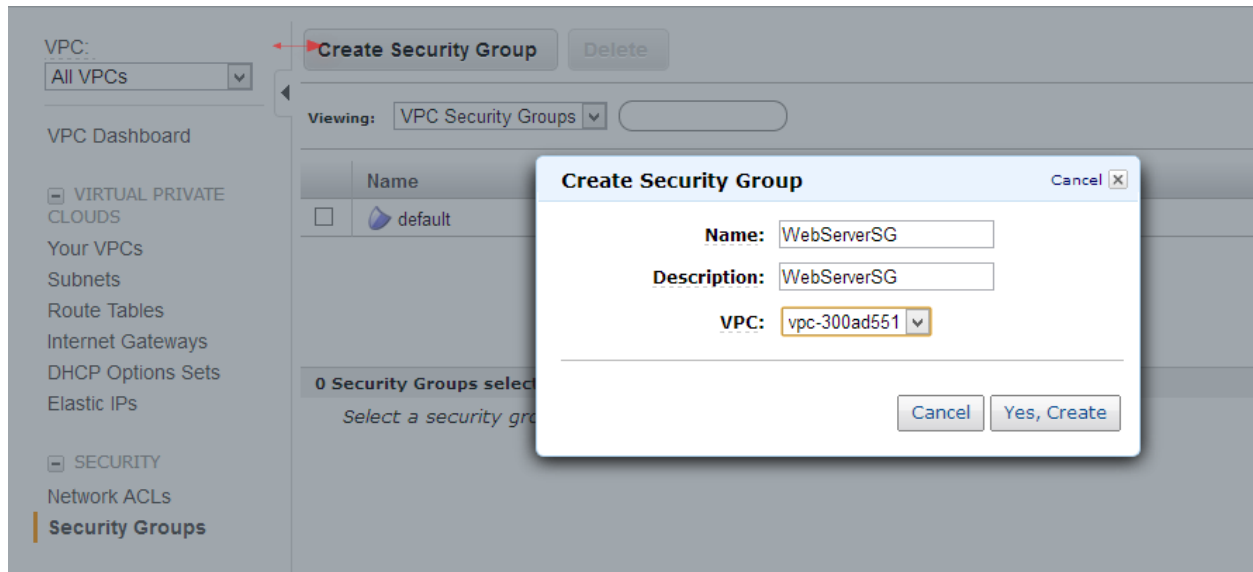 VPC:
All VPCs
VPC Dashboard
VIRTUAL PRIVATE
CLOUDS
Your VPCs
Subnets
Route Tables
Internet Gateways
DHCP Options Sets
Elastic IPs
SECURITY
Network ACLs
Security Groups
Create Security Group Delete
Viewing: VPC Security Groups
Name
default
0 Security Groups select
Select a security gro
Create Security Group Cancel
Name: WebServerSG
Description: WebServerSG
VPC: vpc-300ad551
Cancel Yes, Create